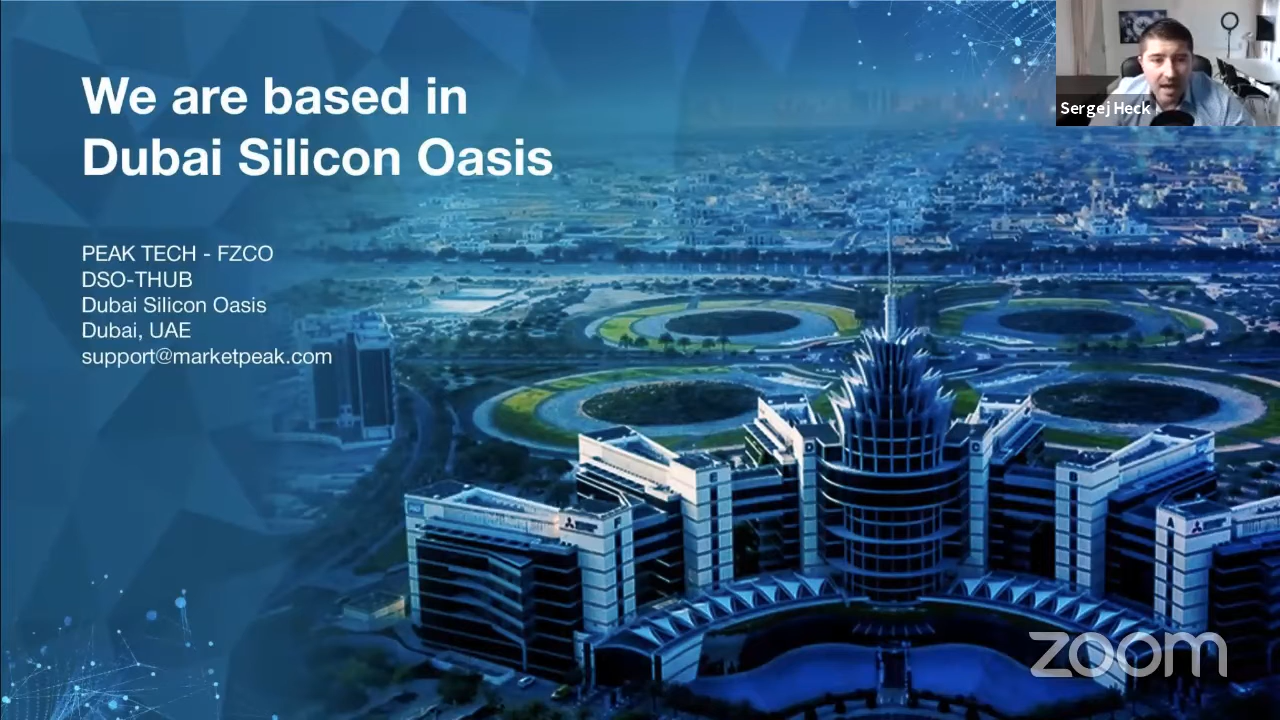 We are based in
Dubai Silicon Oasis
PEAK TECH - FZCO
DSO-THUB
Dubai Silicon Oasis
Dubai, UAE
support@marketpeak.com
Sergej Heck
zoom